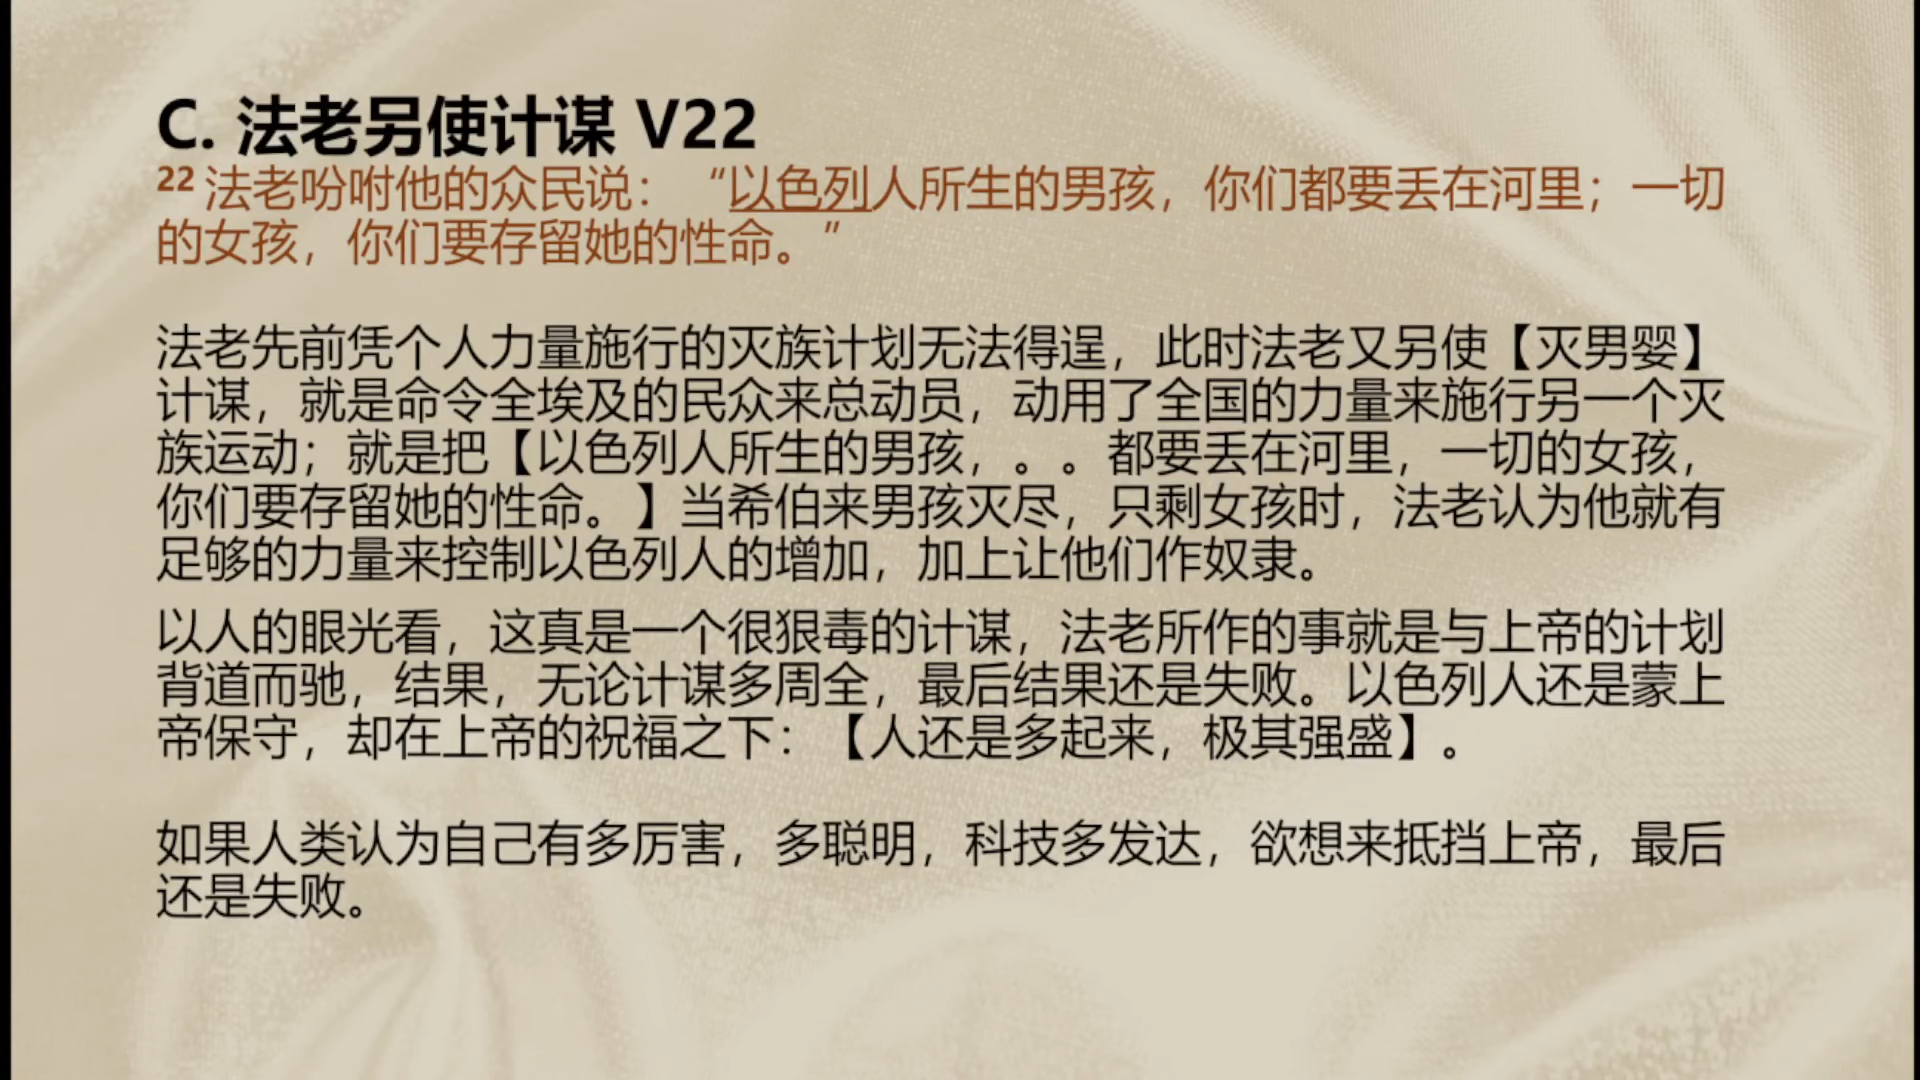 C. 法老另使计谋 V22
22 法老吩咐他的众民说：“以色列人所生的男孩，你们都要丢在河里；一切
的女孩，你们要存留她的性命。”
法老先前凭个人力量施行的灭族计划无法得逞，此时法老又另使【灭男婴】
计谋，就是命令全埃及的民众来总动员，动用了全国的力量来施行另一个灭
族运动；就是把【以色列人所生的男孩，。。都要丢在河里，一切的女孩，
你们要存留她的性命。】当希伯来男孩灭尽，只剩女孩时，法老认为他就有
足够的力量来控制以色列人的增加，加上让他们作奴隶。
以人的眼光看，这真是一个很狠毒的计谋，法老所作的事就是与上帝的计划
背道而驰，结果，无论计谋多周全，最后结果还是失败。以色列人还是蒙上
帝保守，却在上帝的祝福之下：【人还是多起来，极其强盛】。
如果人类认为自己有多厉害，多聪明，科技多发达，欲想来抵挡上帝，最后
还是失败。